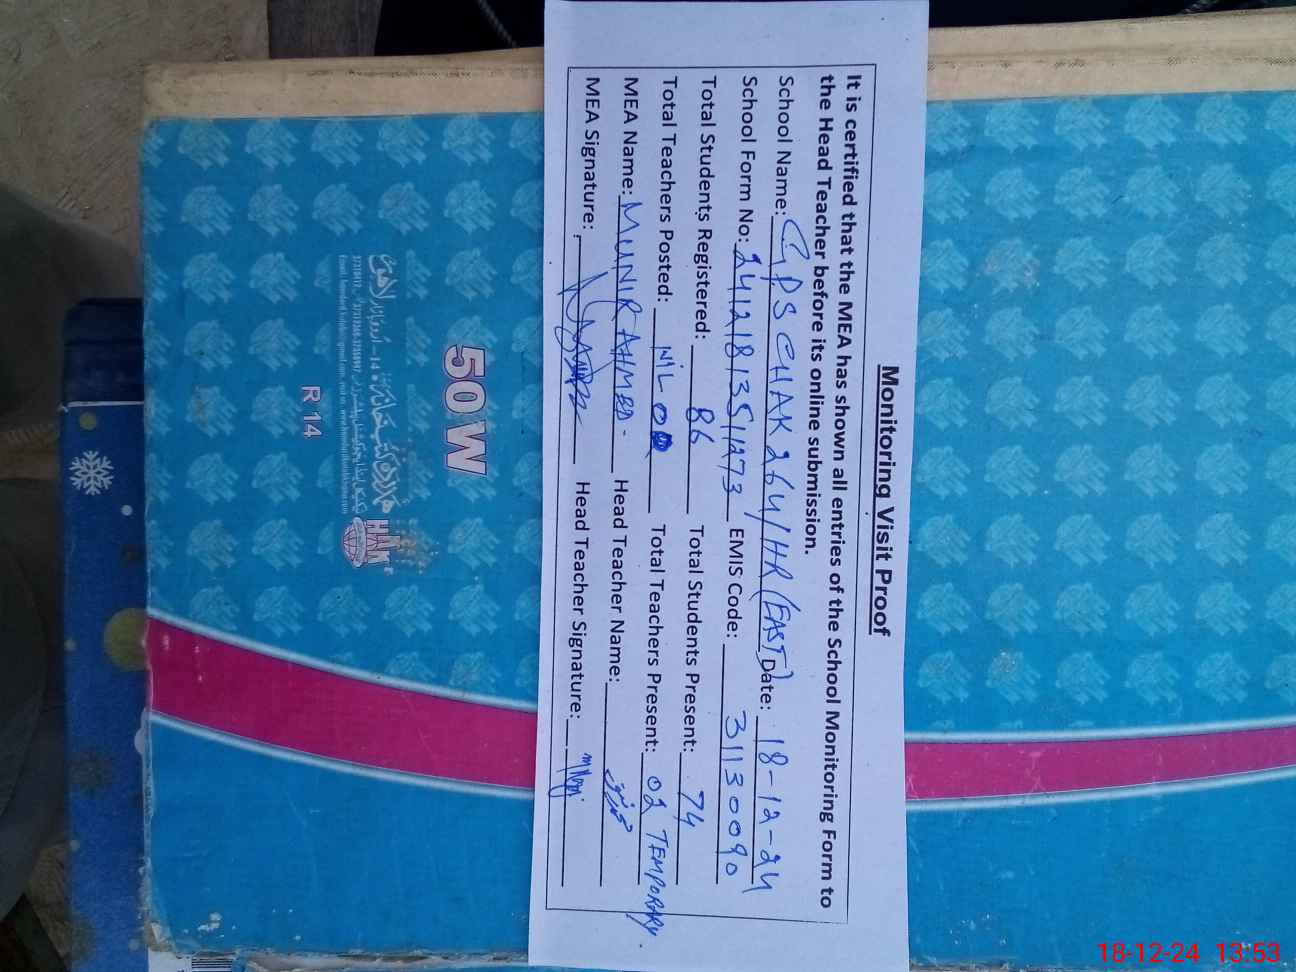 Monitoring Visit Proof
It is certified that the MEA has shown all entries of the School Monitoring Form to
the Head Teacher before its online submission.
School Name: GPS CHAK 264/HR (EAST) Date: 18-12-24
School Form No: 24121813511273 EMIS Code: 31130090
Total Students Registered: 86 Total Students Present: 74
Total Teachers Posted: NIL 0 Total Teachers Present: 02 TEMPORARY
MEA Name: MUNIR AHMED. Head Teacher Name:
MEA Signature: Head Teacher Signature:
50 W
R 14
18-12-24 13:53